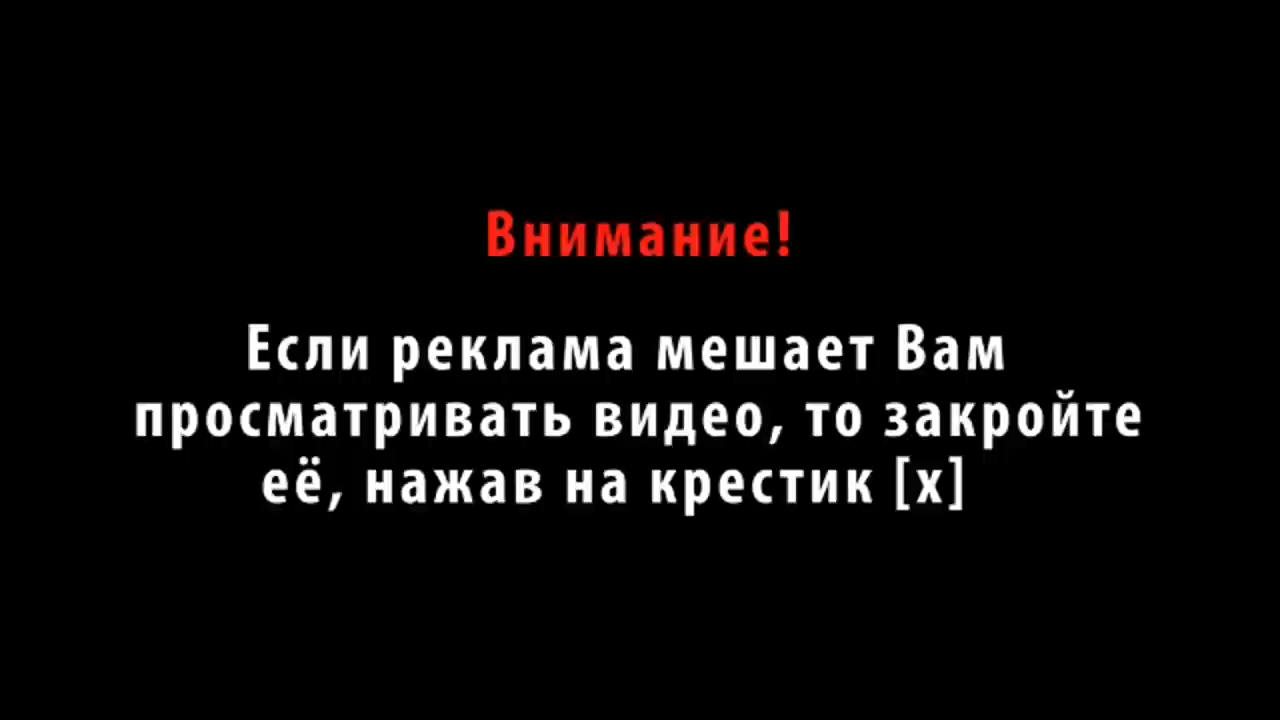 Внимание!
Если реклама мешает Вам
просматривать видео, то закройте
её, нажав на крестик [x]